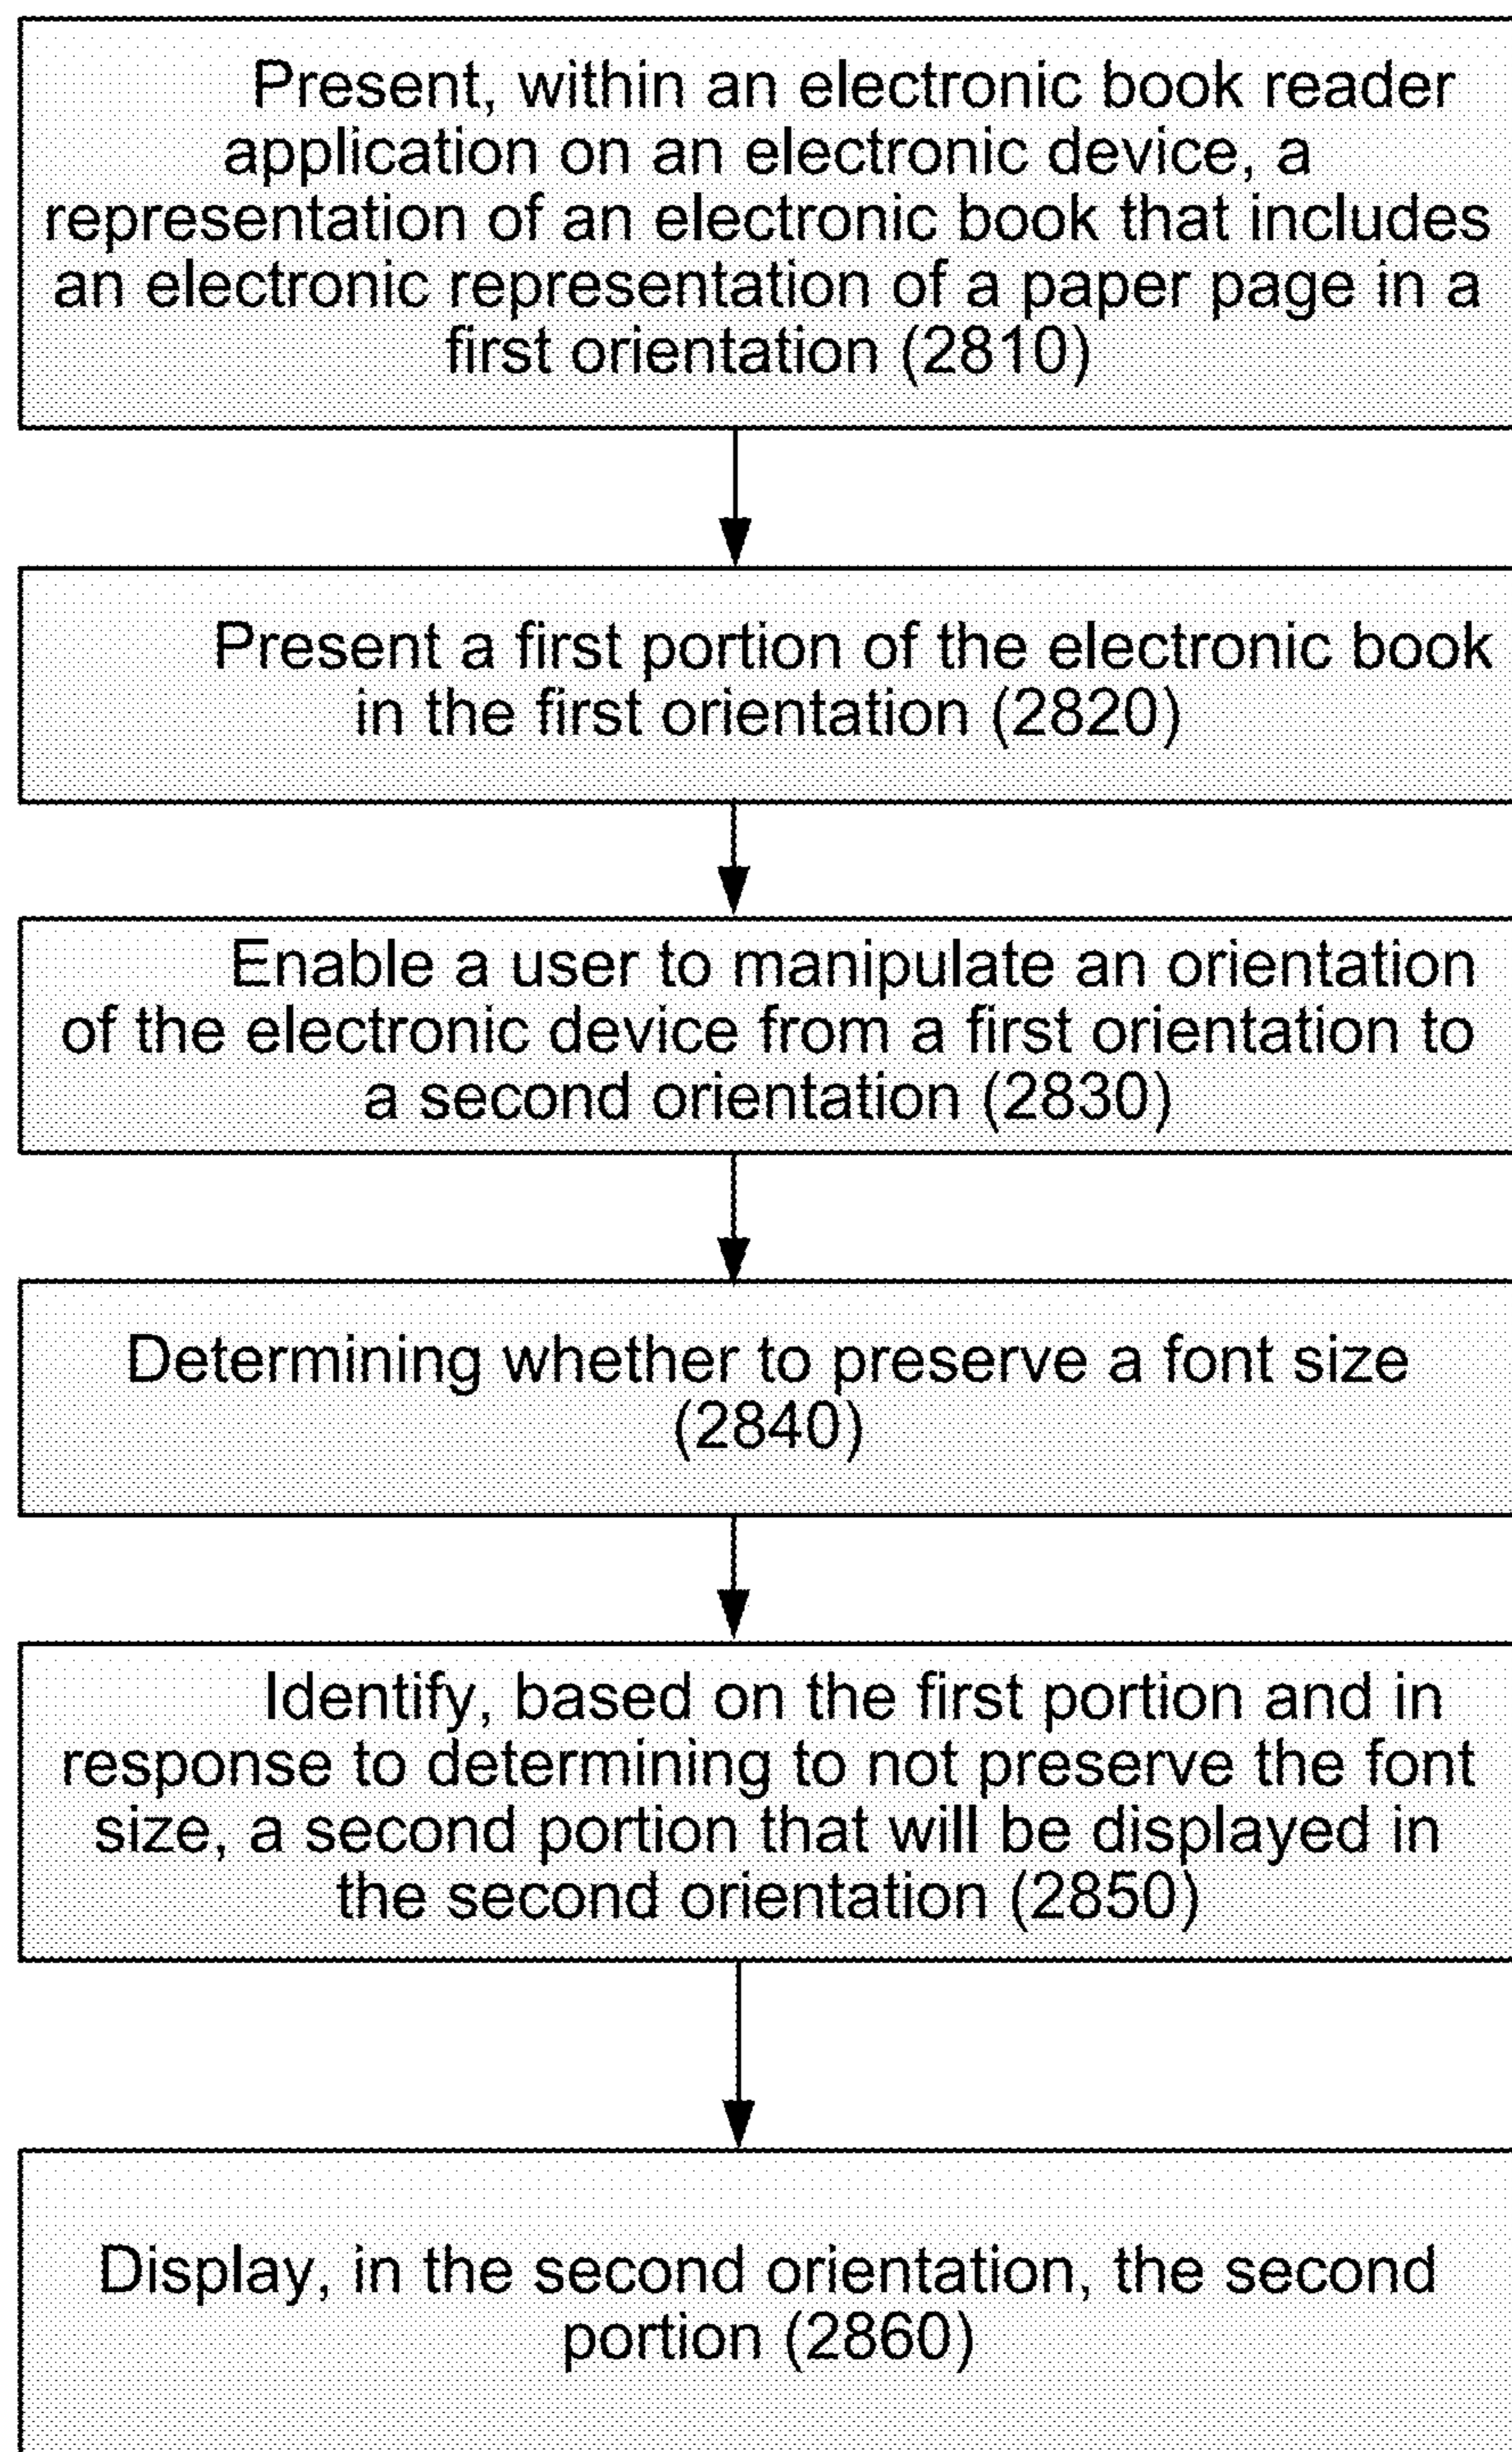 Present, within an electronic book reader
application on an electronic device, a
representation of an electronic book that includes
an electronic representation of a paper page in a
first orientation (2810)
Present a first portion of the electronic book
in the first orientation (2820)
Enable a user to manipulate an orientation
of the electronic device from a first orientation to
a second orientation (2830)
Determining whether to preserve a font size
(2840)
Identify, based on the first portion and in
response to determining to not preserve the font
size, a second portion that will be displayed in
the second orientation (2850)
Display, in the second orientation, the second
portion (2860)